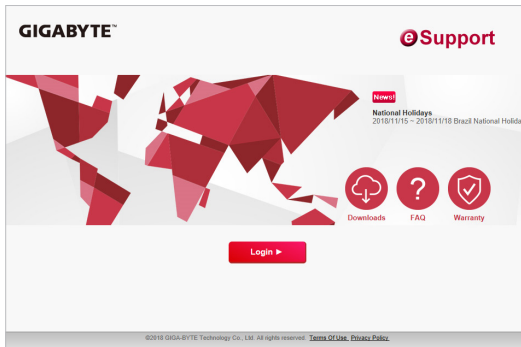 GIGABYTE™
eSupport
News!
National Holidays
2018/11/15 ~ 2018/11/18 Brazil National Holida
Downloads FAQ Warranty
Login ►
©2018 GIGA-BYTE Technology Co., Ltd. All rights reserved. Terms Of Use Privacy Policy